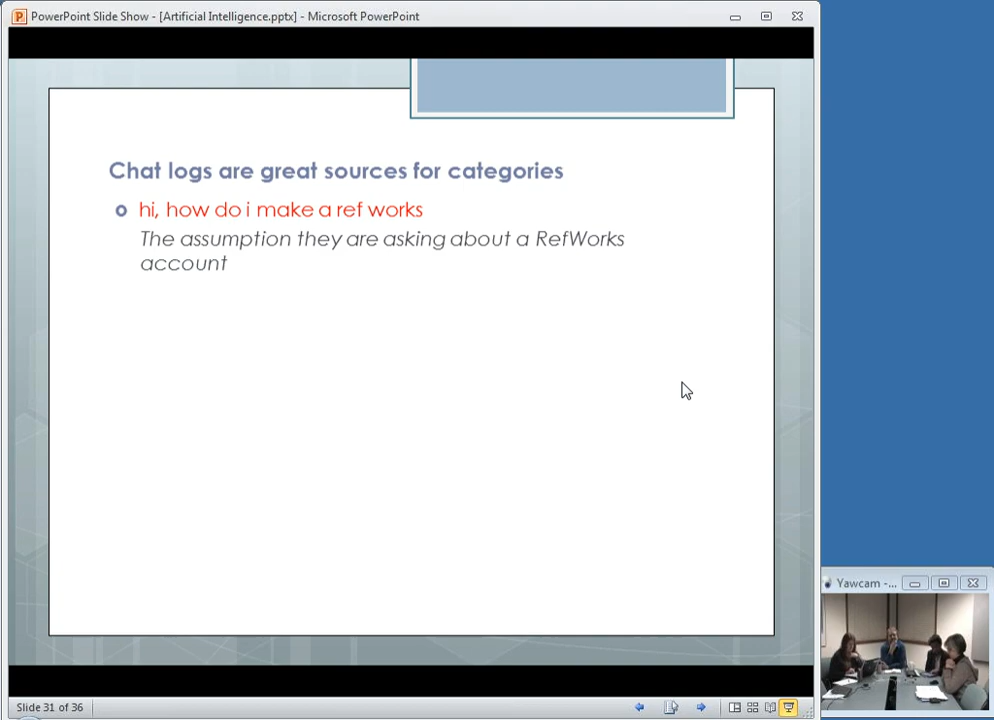 PowerPoint Slide Show - [Artificial Intelligence.pptx] - Microsoft PowerPoint
Chat logs are great sources for categories
hi, how do i make a ref works
The assumption they are asking about a RefWorks
account
Yawcam -...
Slide 31 of 36